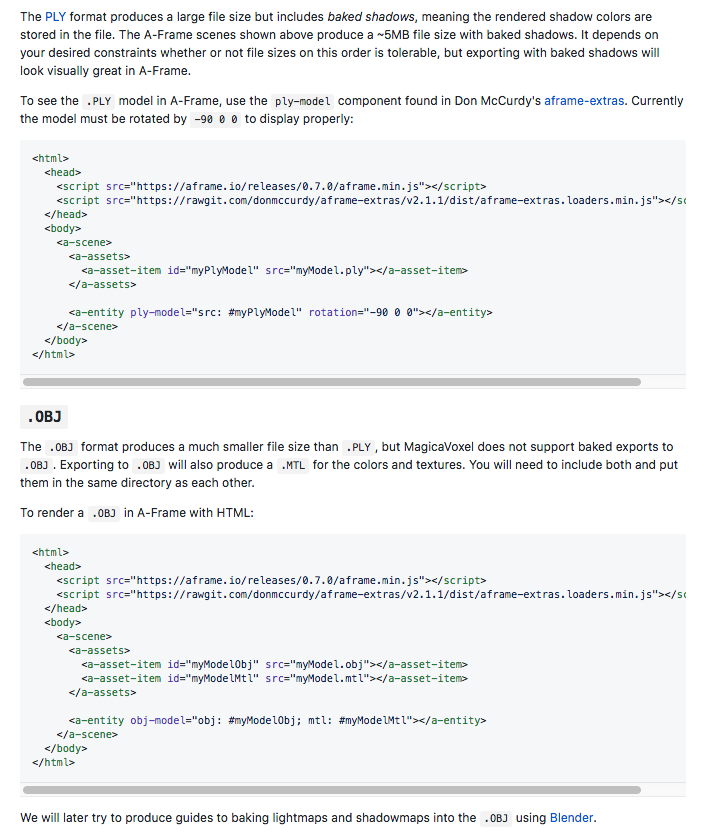 The PLY format produces a large file size but includes baked shadows, meaning the rendered shadow colors are
stored in the file. The A-Frame scenes shown above produce a ~5MB file size with baked shadows. It depends on
your desired constraints whether or not file sizes on this order is tolerable, but exporting with baked shadows will
look visually great in A-Frame.
To see the .PLY model in A-Frame, use the ply-model component found in Don McCurdy's aframe-extras. Currently
the model must be rotated by -90 0 0 to display properly:
<html>
  <head>
    <script src="https://aframe.io/releases/0.7.0/aframe.min.js"></script>
    <script src="https://rawgit.com/donmccurdy/aframe-extras/v2.1.1/dist/aframe-extras.loaders.min.js"></sc
  </head>
  <body>
    <a-scene>
      <a-assets>
        <a-asset-item id="myPlyModel" src="myModel.ply"></a-asset-item>
      </a-assets>
      <a-entity ply-model="src: #myPlyModel" rotation="-90 0 0"></a-entity>
    </a-scene>
  </body>
</html>
.OBJ
The .OBJ format produces a much smaller file size than .PLY, but MagicaVoxel does not support baked exports to
.OBJ. Exporting to .OBJ will also produce a .MTL for the colors and textures. You will need to include both and put
them in the same directory as each other.
To render a .OBJ in A-Frame with HTML:
<html>
  <head>
    <script src="https://aframe.io/releases/0.7.0/aframe.min.js"></script>
    <script src="https://rawgit.com/donmccurdy/aframe-extras/v2.1.1/dist/aframe-extras.loaders.min.js"></sc
  </head>
  <body>
    <a-scene>
      <a-assets>
        <a-asset-item id="myModelObj" src="myModel.obj"></a-asset-item>
        <a-asset-item id="myModelMtl" src="myModel.mtl"></a-asset-item>
      </a-assets>
      <a-entity obj-model="obj: #myModelObj; mtl: #myModelMtl"></a-entity>
    </a-scene>
  </body>
</html>
We will later try to produce guides to baking lightmaps and shadowmaps into the .OBJ using Blender.